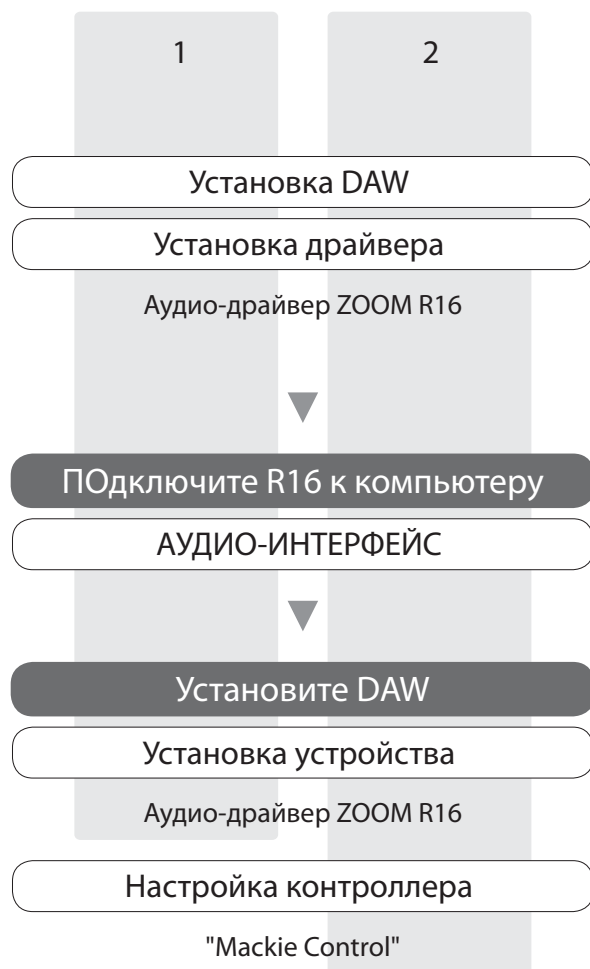 1 2
Установка DAW
Установка драйвера
Аудио-драйвер ZOOM R16
ПОдключите R16 к компьютеру
АУДИО-ИНТЕРФЕЙС
Установите DAW
Установка устройства
Аудио-драйвер ZOOM R16
Настройка контроллера
"Mackie Control"